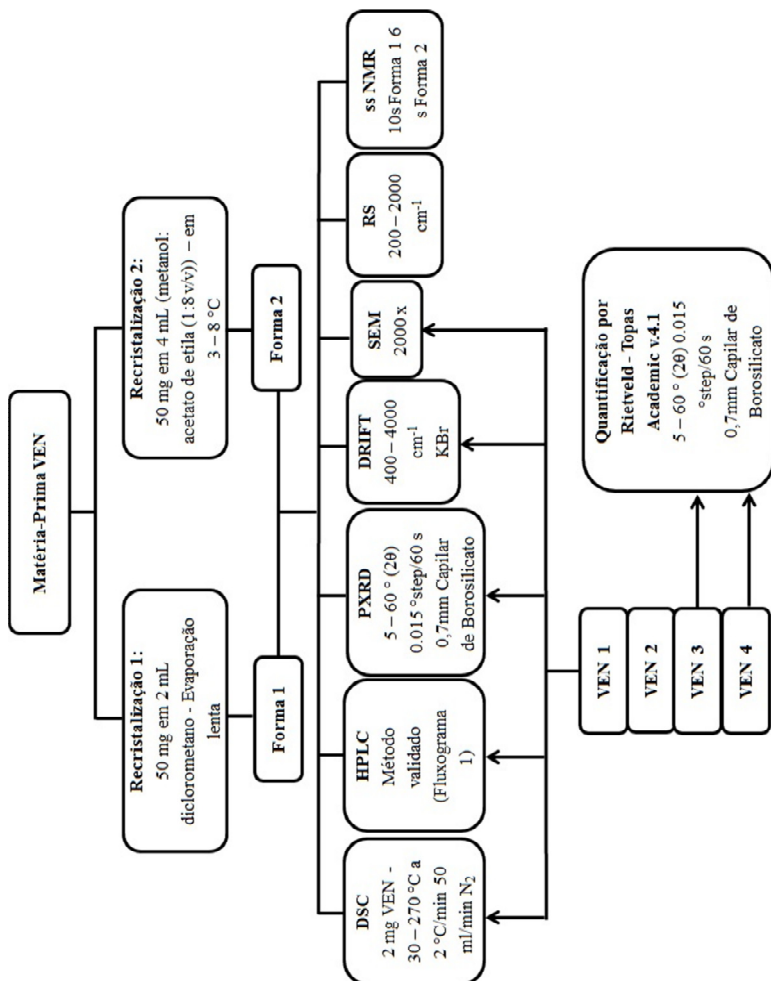 Matéria-Prima VEN
Recristalização 1:
50 mg em 2 mL
diclorometano - Evaporação
lenta
Recristalização 2:
50 mg em 4 mL (metanol:
acetato de etila (1:8 v/v)) – em
3 – 8 °C
Forma 1
Forma 2
DSC
2 mg VEN -
30 – 270 °C a
2 °C/min 50
ml/min N₂
HPLC
Método
validado
(Fluxograma
1)
PXRD
5 – 60 ° (2θ)
0.015 °step/60 s
0,7mm Capilar
de Borosilicato
DRIFT
400 – 4000
cm⁻¹
KBr
SEM
2000 x
RS
200 – 2000
cm⁻¹
ss NMR
10s Forma 1 6
s Forma 2
VEN 1
VEN 2
VEN 3
VEN 4
Quantificação por
Rietveld - Topas
Academic v.4.1
5 – 60 ° (2θ) 0.015
°step/60 s
0,7mm Capilar de
Borosilicato